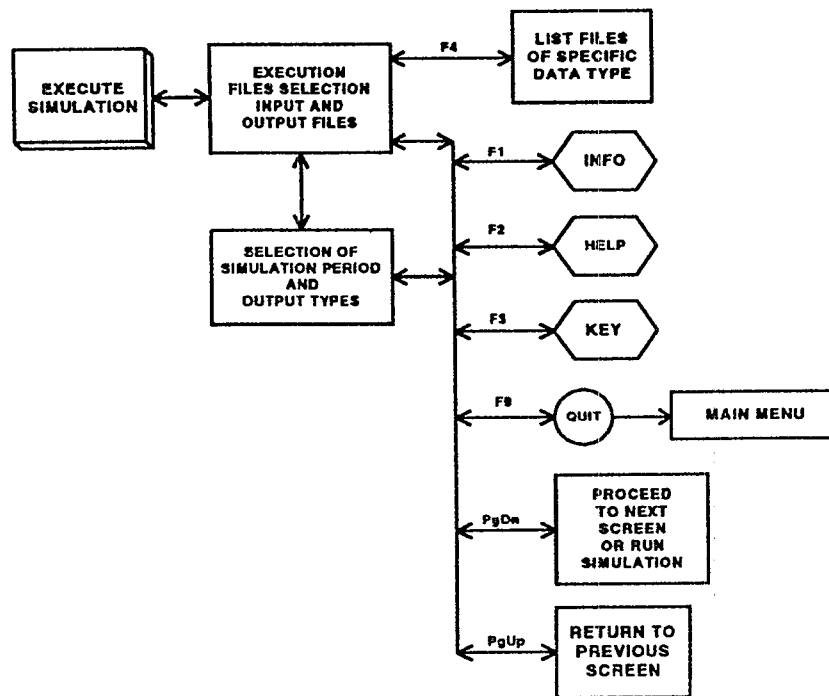 EXECUTE
SIMULATION
EXECUTION
FILES SELECTION
INPUT AND
OUTPUT FILES
F4
LIST FILES
OF SPECIFIC
DATA TYPE
F1
INFO
SELECTION OF
SIMULATION PERIOD
AND
OUTPUT TYPES
F2
HELP
F3
KEY
F9
QUIT
MAIN MENU
PgDn
PROCEED
TO NEXT
SCREEN
OR RUN
SIMULATION
PgUp
RETURN TO
PREVIOUS
SCREEN